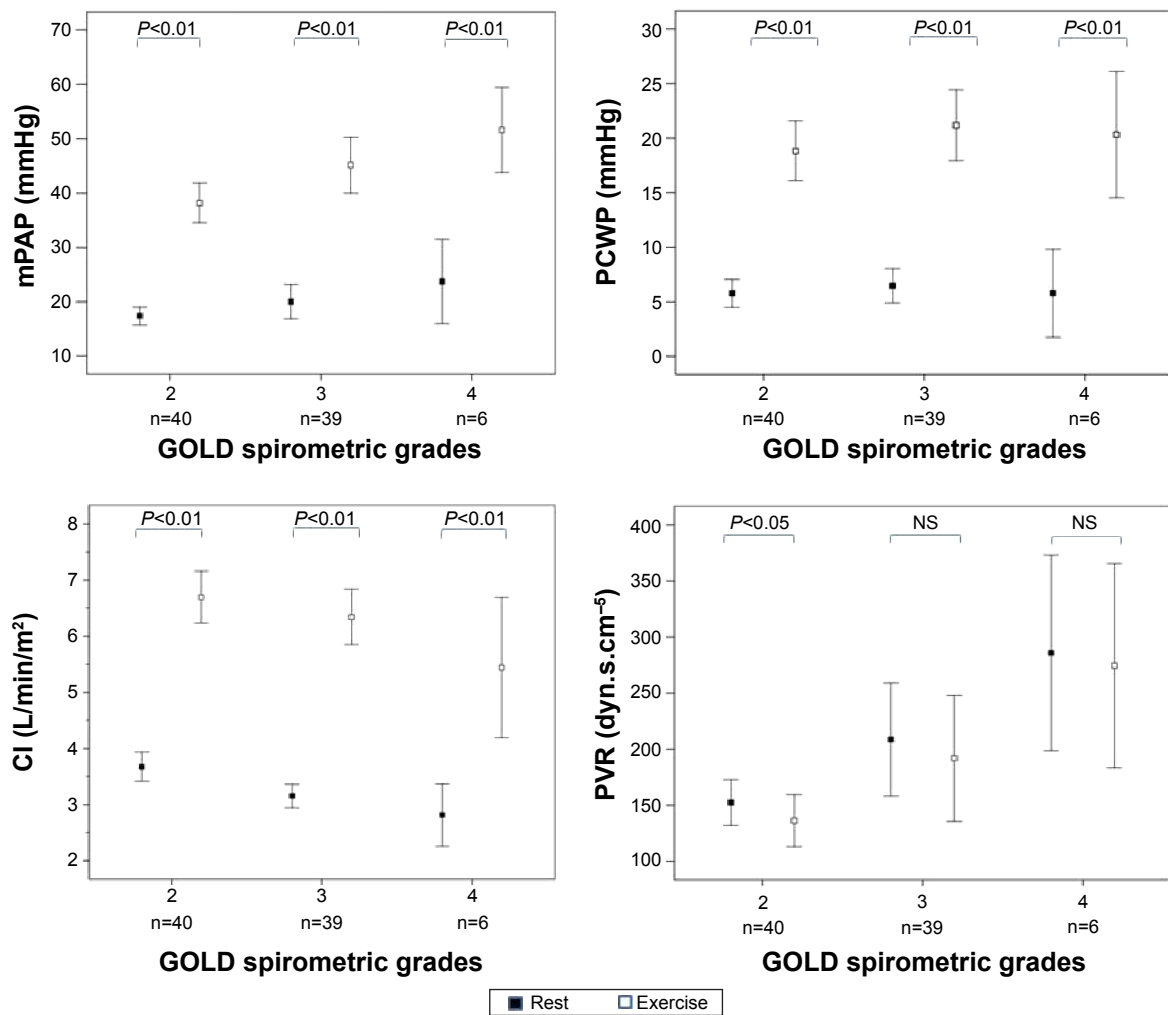 70
60
50
40
30
20
10
mPAP (mmHg)
P<0.01
P<0.01
P<0.01
2
3
4
n=40
n=39
n=6
GOLD spirometric grades
30
25
20
15
10
5
0
PCWP (mmHg)
P<0.01
P<0.01
P<0.01
2
3
4
n=40
n=39
n=6
GOLD spirometric grades
8
7
6
5
4
3
2
CI (L/min/m²)
P<0.01
P<0.01
P<0.01
2
3
4
n=40
n=39
n=6
GOLD spirometric grades
400
350
300
250
200
150
100
PVR (dyn.s.cm⁻⁵)
P<0.05
NS
NS
2
3
4
n=40
n=39
n=6
GOLD spirometric grades
Rest
Exercise